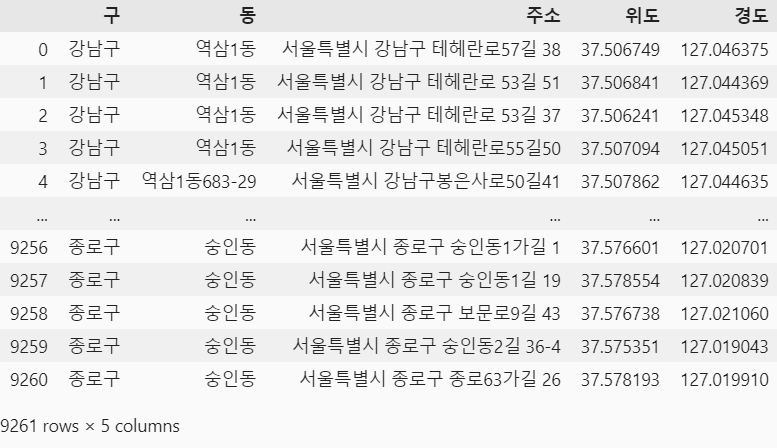 구 동 주소 위도 경도
0 강남구 역삼1동 서울특별시 강남구 테헤란로57길 38 37.506749 127.046375
1 강남구 역삼1동 서울특별시 강남구 테헤란로 53길 51 37.506841 127.044369
2 강남구 역삼1동 서울특별시 강남구 테헤란로 53길 37 37.506241 127.045348
3 강남구 역삼1동 서울특별시 강남구 테헤란로55길50 37.507094 127.045051
4 강남구 역삼1동683-29 서울특별시 강남구봉은사로50길41 37.507862 127.044635
... ... ... ... ... ...
9256 종로구 숭인동 서울특별시 종로구 숭인동1가길 1 37.576601 127.020701
9257 종로구 숭인동 서울특별시 종로구 숭인동1길 19 37.578554 127.020839
9258 종로구 숭인동 서울특별시 종로구 보문로9길 43 37.576738 127.021060
9259 종로구 숭인동 서울특별시 종로구 숭인동2길 36-4 37.575351 127.019043
9260 종로구 숭인동 서울특별시 종로구 종로63가길 26 37.578193 127.019910
9261 rows × 5 columns